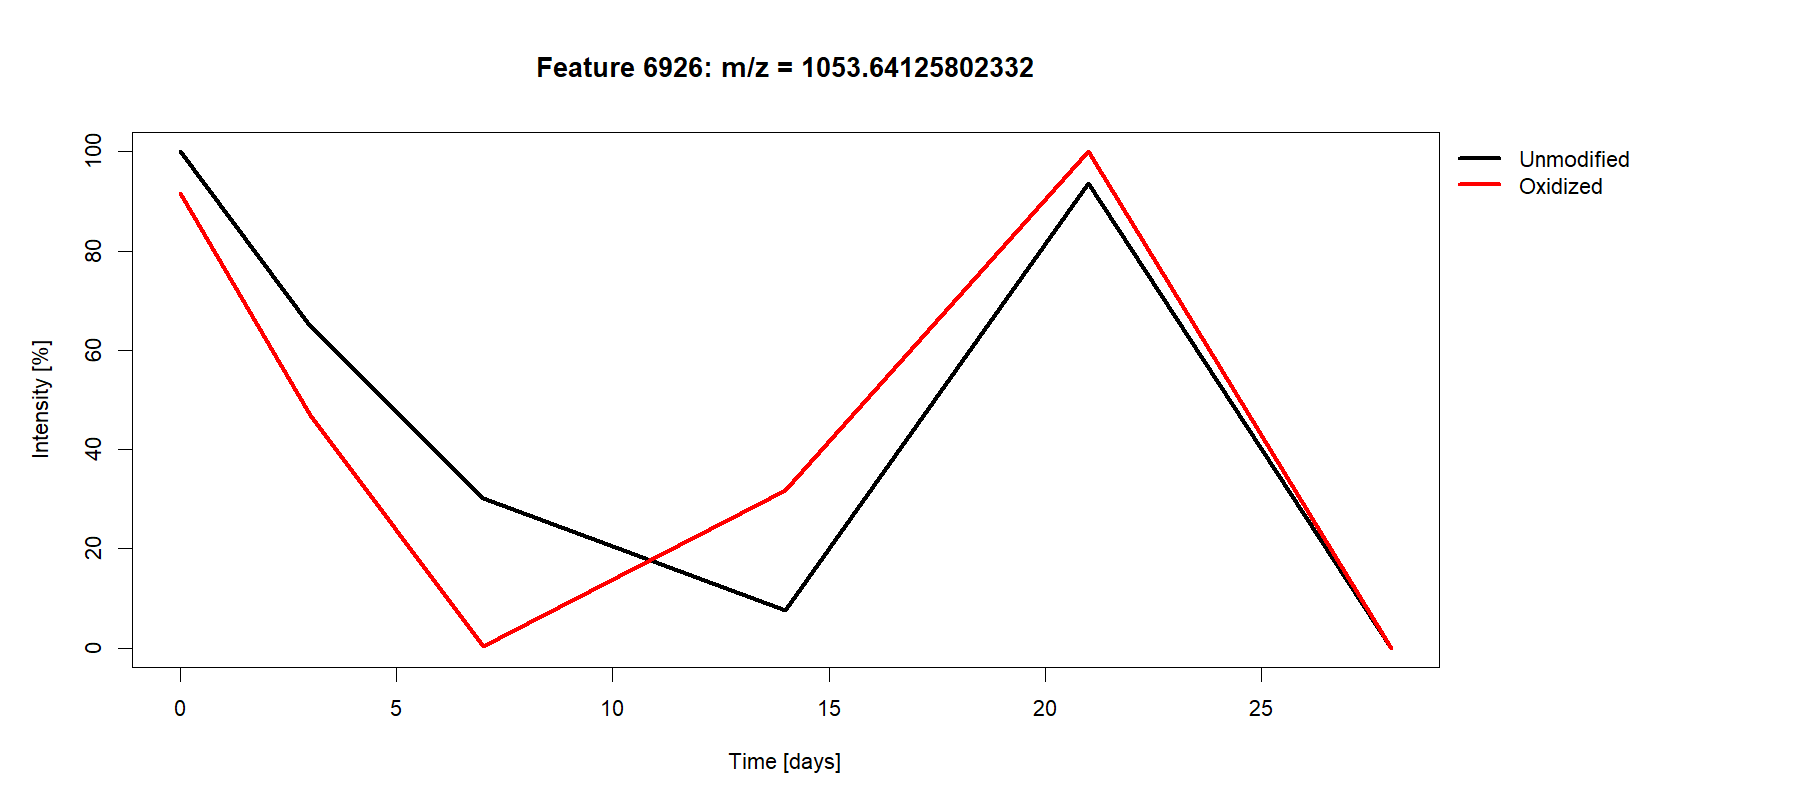 Feature 6926: m/z = 1053.64125802332
Unmodified
Oxidized
Intensity [%]
100
80
60
40
20
0
0 5 10 15 20 25
Time [days]